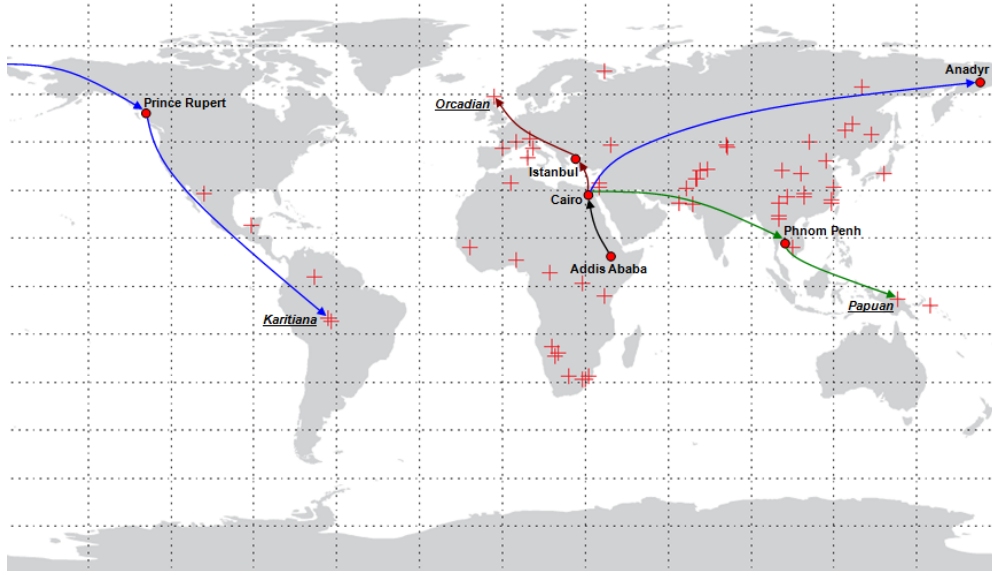 Anadyr
Prince Rupert
Orcadian
Istanbul
Cairo
Phnom Penh
Addis Ababa
Papuan
Karitiana